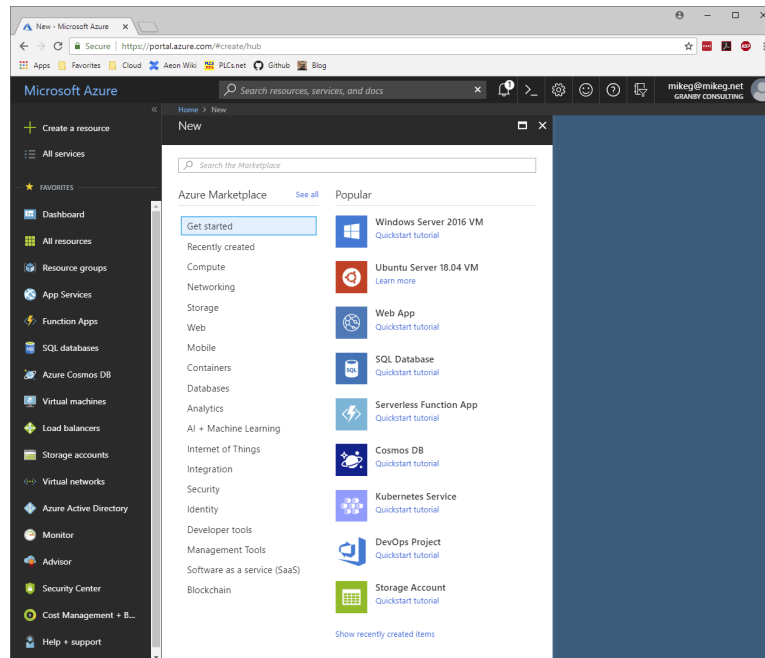 New - Microsoft Azure
Secure | https://portal.azure.com/#create/hub
Apps Favorites Cloud Aeon Wiki PLCs.net Github Blog
Microsoft Azure
Search resources, services, and docs
mikeg@mikeg.net
GRANBY CONSULTING
Home > New
New
Create a resource
All services
FAVORITES
Dashboard
All resources
Resource groups
App Services
Function Apps
SQL databases
Azure Cosmos DB
Virtual machines
Load balancers
Storage accounts
Virtual networks
Azure Active Directory
Monitor
Advisor
Security Center
Cost Management + B...
Help + support
Search the Marketplace
Azure Marketplace
See all
Get started
Recently created
Compute
Networking
Storage
Web
Mobile
Containers
Databases
Analytics
AI + Machine Learning
Internet of Things
Integration
Security
Identity
Developer tools
Management Tools
Software as a service (SaaS)
Blockchain
Popular
Windows Server 2016 VM
Quickstart tutorial
Ubuntu Server 18.04 VM
Learn more
Web App
Quickstart tutorial
SQL Database
Quickstart tutorial
Serverless Function App
Quickstart tutorial
Cosmos DB
Quickstart tutorial
Kubernetes Service
Quickstart tutorial
DevOps Project
Quickstart tutorial
Storage Account
Quickstart tutorial
Show recently created items